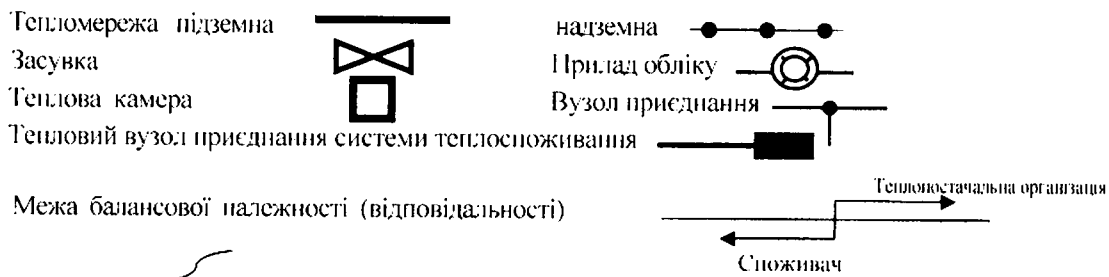 Тепломережа підземна надземна
Засувка Прилад обліку
Теплова камера Вузол приєднання
Тепловий вузол приєднання системи теплоспоживання
Теплопостачальна організація
Межа балансової належності (відповідальності)
Споживач